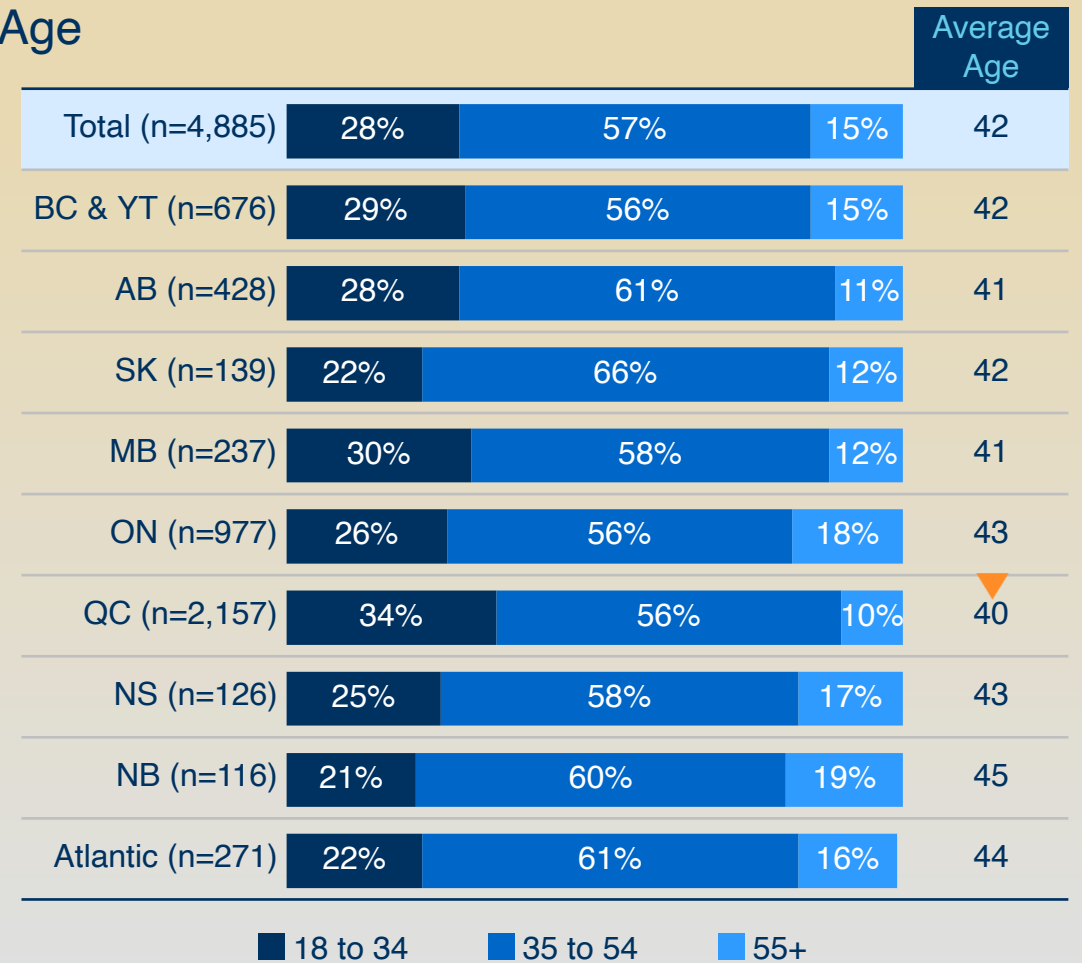 Age
Average
Age
Total (n=4,885) 28% 57% 15% 42
BC & YT (n=676) 29% 56% 15% 42
AB (n=428) 28% 61% 11% 41
SK (n=139) 22% 66% 12% 42
MB (n=237) 30% 58% 12% 41
ON (n=977) 26% 56% 18% 43
QC (n=2,157) 34% 56% 10% 40
NS (n=126) 25% 58% 17% 43
NB (n=116) 21% 60% 19% 45
Atlantic (n=271) 22% 61% 16% 44
18 to 34 35 to 54 55+